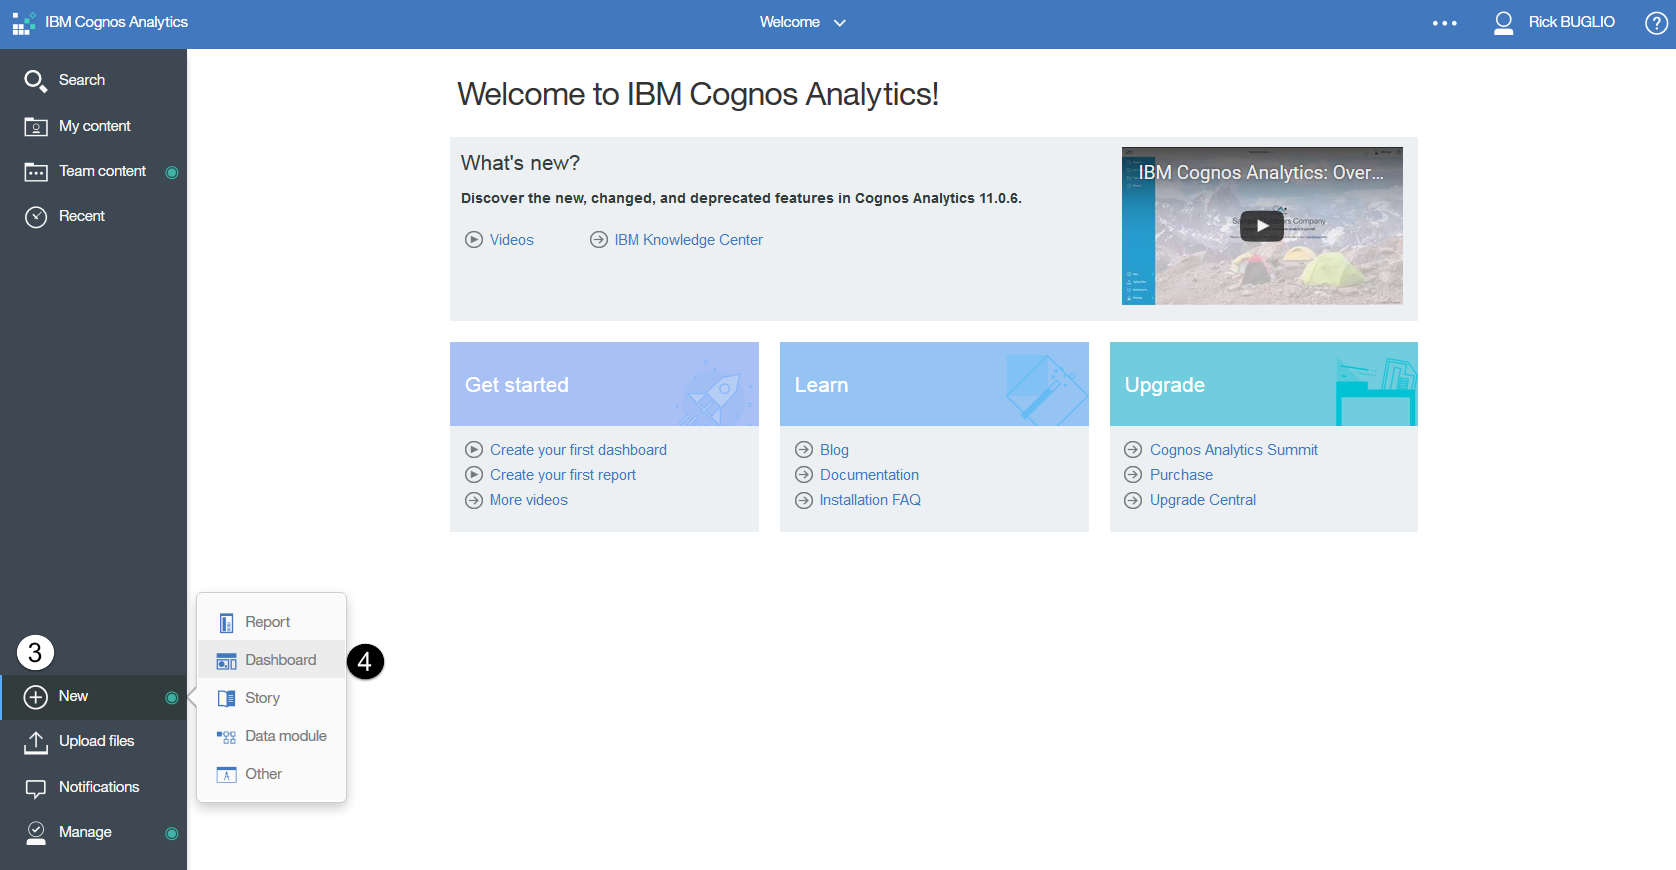 IBM Cognos Analytics
Welcome
Rick BUGLIO
?
Search
My content
Team content
Recent
Welcome to IBM Cognos Analytics!
What's new?
Discover the new, changed, and deprecated features in Cognos Analytics 11.0.6.
Videos
IBM Knowledge Center
IBM Cognos Analytics: Over...
Get started
Create your first dashboard
Create your first report
More videos
Learn
Blog
Documentation
Installation FAQ
Upgrade
Cognos Analytics Summit
Purchase
Upgrade Central
3
New
Upload files
Notifications
Manage
Report
Dashboard
4
Story
Data module
Other